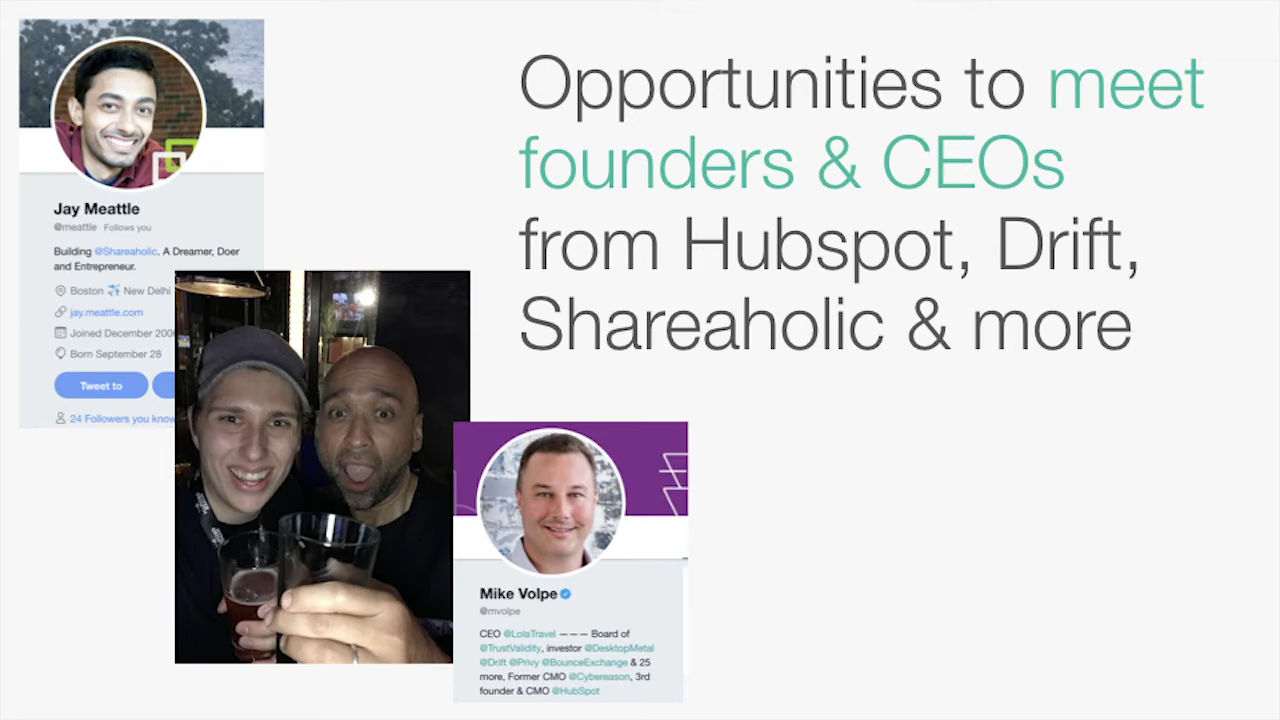 Opportunities to meet
founders & CEOs
from Hubspot, Drift,
Shareaholic & more
Jay Meattle
@meattle Follows you
Building @Shareaholic. A Dreamer, Doer
and Entrepreneur.
Boston ✈️ New Delhi
jay.meattle.com
Joined December
Born September 28
Tweet to
24 Followers you know
Mike Volpe
@mvolpe
CEO @LolaTravel ——— Board of
@TrustValidity, investor @DesktopMetal
@Drift @Privy @BounceExchange & 25
more, Former CMO @Cybereason, 3rd
founder & CMO @HubSpot